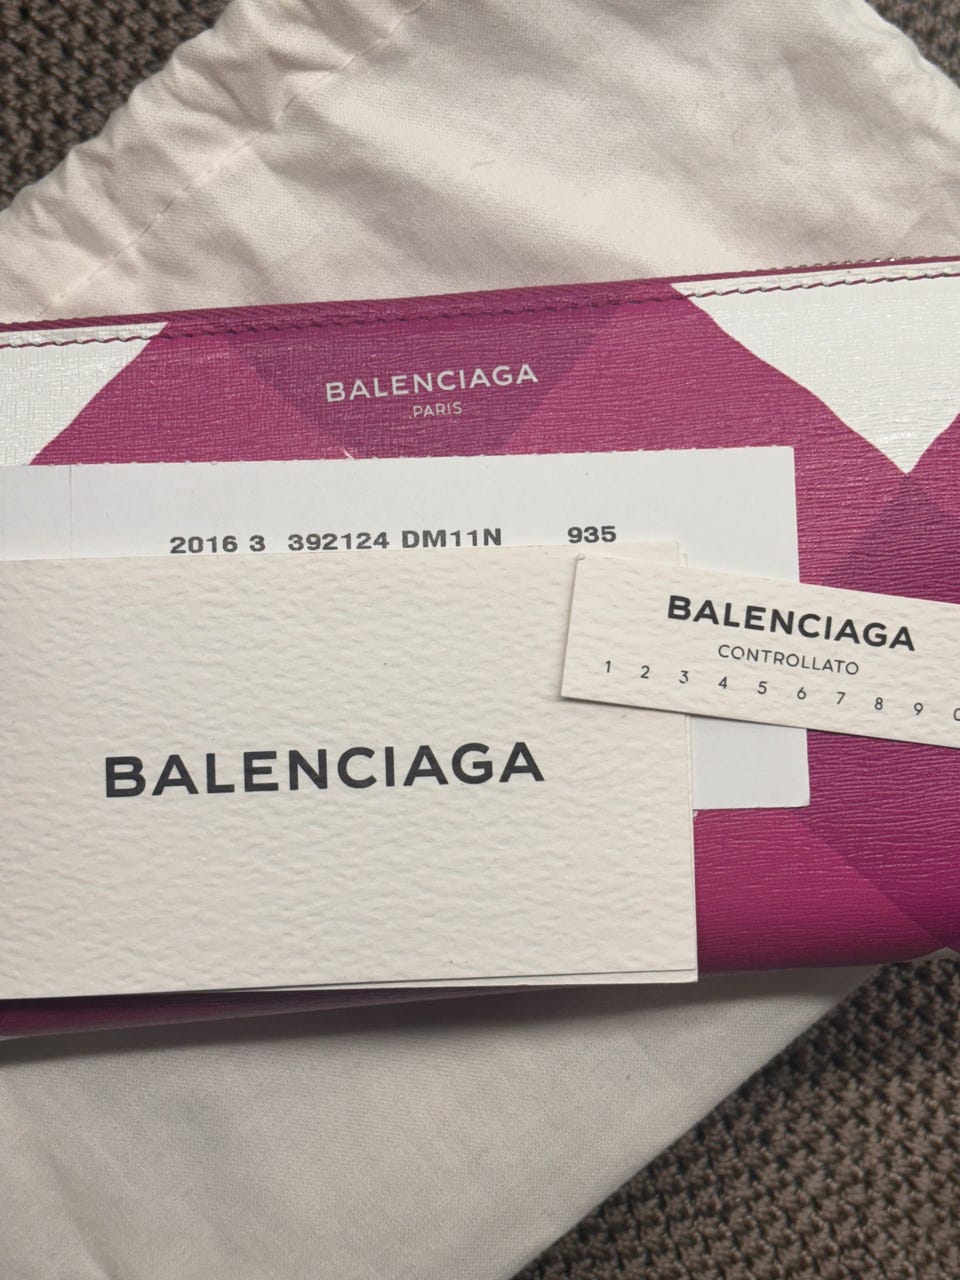 BALENCIAGA
PARIS
2016 3 392124 DM11N 935
BALENCIAGA
CONTROLLATO
1 2 3 4 5 6 7 8 9 0
BALENCIAGA